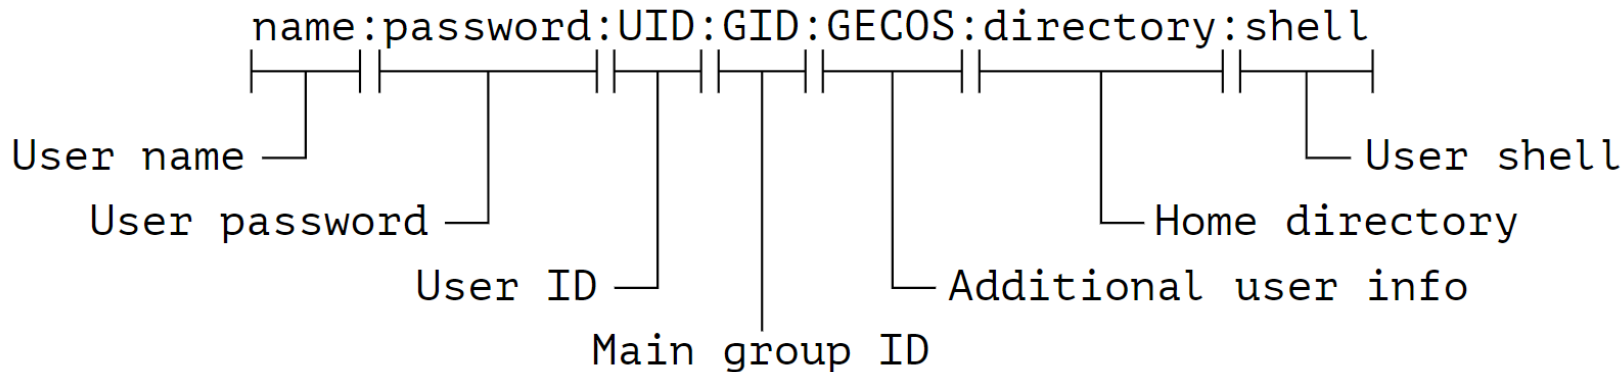 name:password:UID:GID:GECOS:directory:shell
User name
User shell
User password
Home directory
User ID
Additional user info
Main group ID